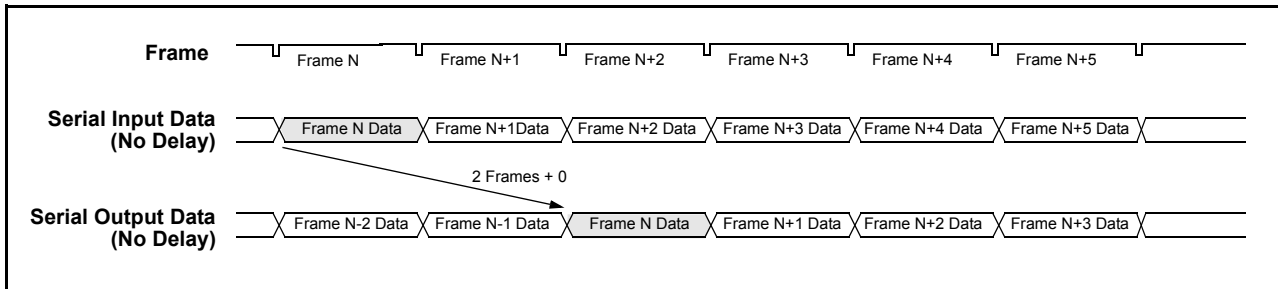 Frame
Frame N Frame N+1 Frame N+2 Frame N+3 Frame N+4 Frame N+5
Serial Input Data
(No Delay)
Frame N Data Frame N+1Data Frame N+2 Data Frame N+3 Data Frame N+4 Data Frame N+5 Data
2 Frames + 0
Serial Output Data
(No Delay)
Frame N-2 Data Frame N-1 Data Frame N Data Frame N+1 Data Frame N+2 Data Frame N+3 Data